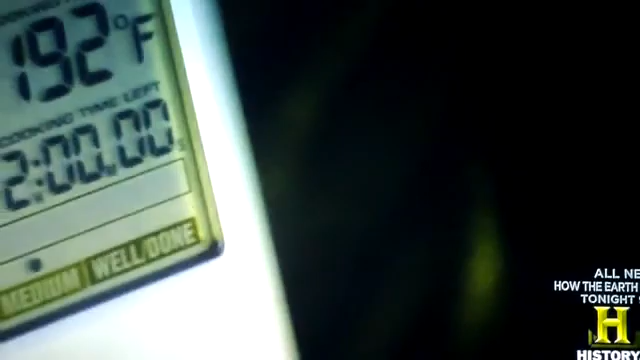 192°F
COOKING TIME LEFT
2:00.00
MEDIUM WELL/DONE
ALL NE
HOW THE EARTH
TONIGHT
H
HISTORY